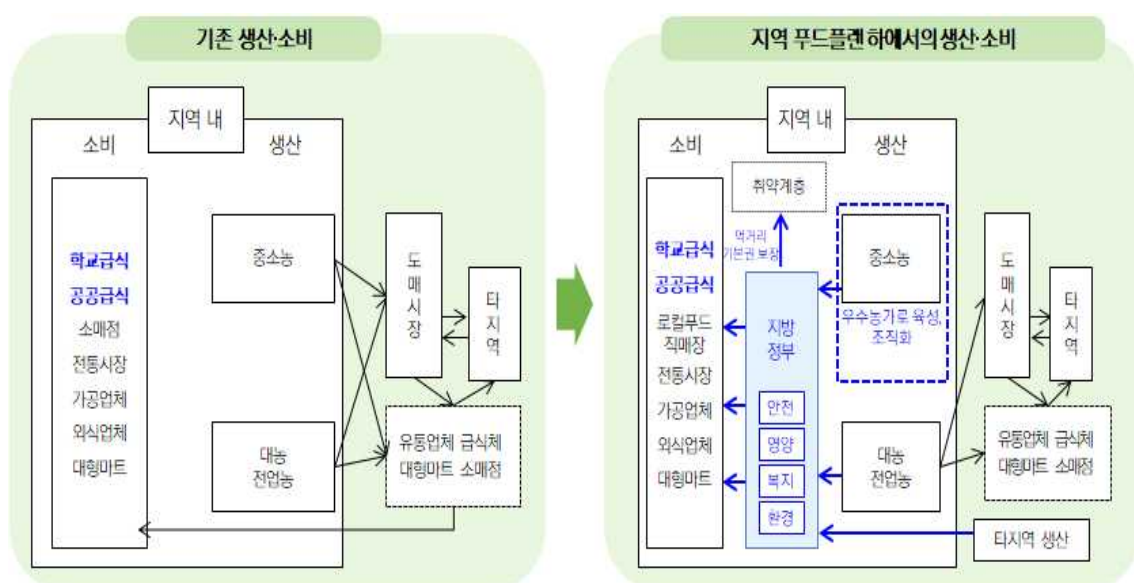 기존 생산·소비
지역 내
소비
생산
학교급식
공공급식
소매점
전통시장
가공업체
외식업체
대형마트
중소농
대농
전업농
도
매
시
장
타
지
역
유통업체 급식체
대형마트 소매점
지역 푸드플랜 하에서의 생산·소비
지역 내
소비
생산
취약계층
먹거리
기본권 보장
학교급식
공공급식
로컬푸드
직매장
전통시장
가공업체
외식업체
대형마트
지방
정부
안전
영양
복지
환경
중소농
우수농가로 육성,
조직화
대농
전업농
도
매
시
장
타
지
역
유통업체 급식체
대형마트 소매점
타지역 생산